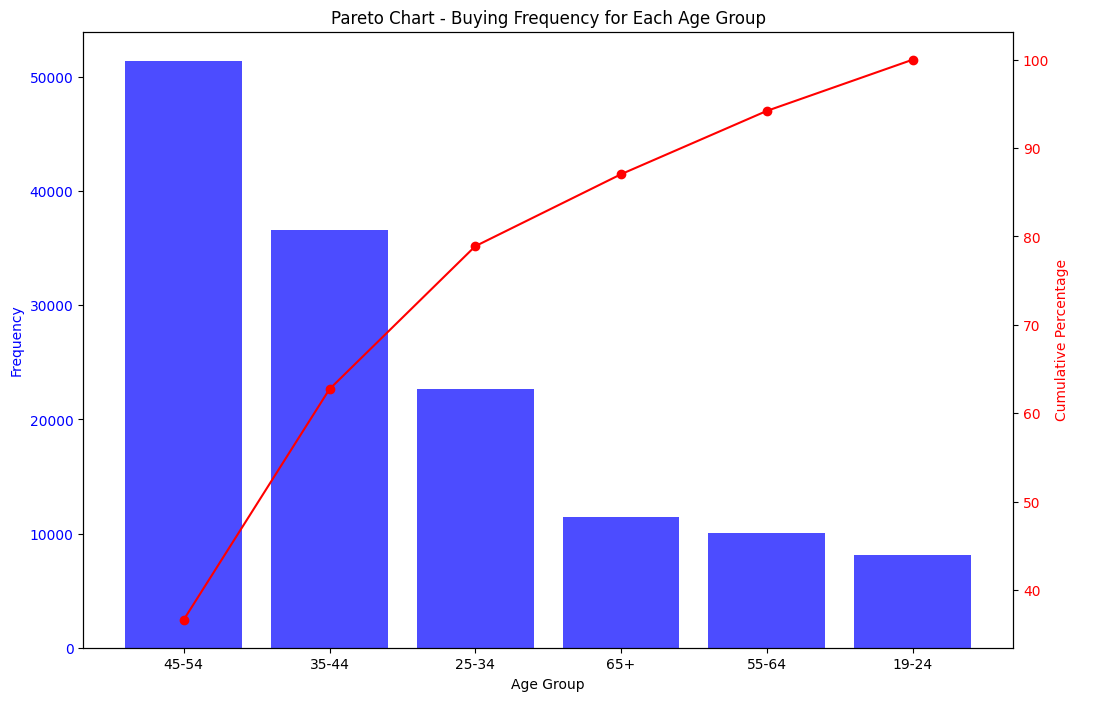 Pareto Chart - Buying Frequency for Each Age Group
50000
40000
30000
20000
10000
0
Frequency
100
90
80
70
60
50
40
Cumulative Percentage
45-54 35-44 25-34 65+ 55-64 19-24
Age Group